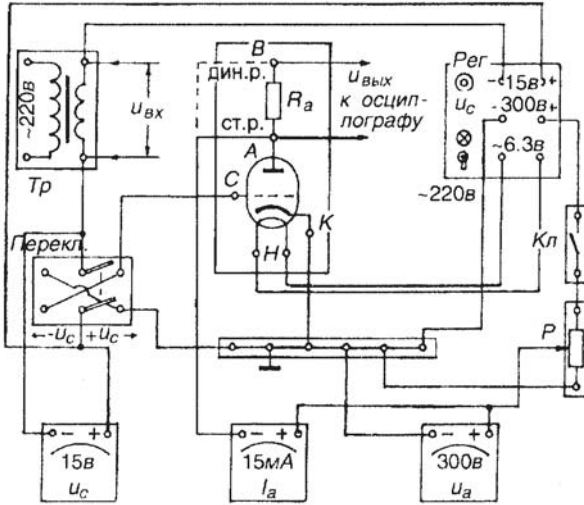 ~220в
Тр
uвх
B
дин.р.
Ra
ст.р.
A
C
K
H
uвых
к осцил-
лографу
Рег
uс
-15в+
-300в+
~6.3в
~220в
Кл
P
Перекл.
←-uс +uс→
- +
15в
uс
- +
15мА
Ia
- +
300в
ua